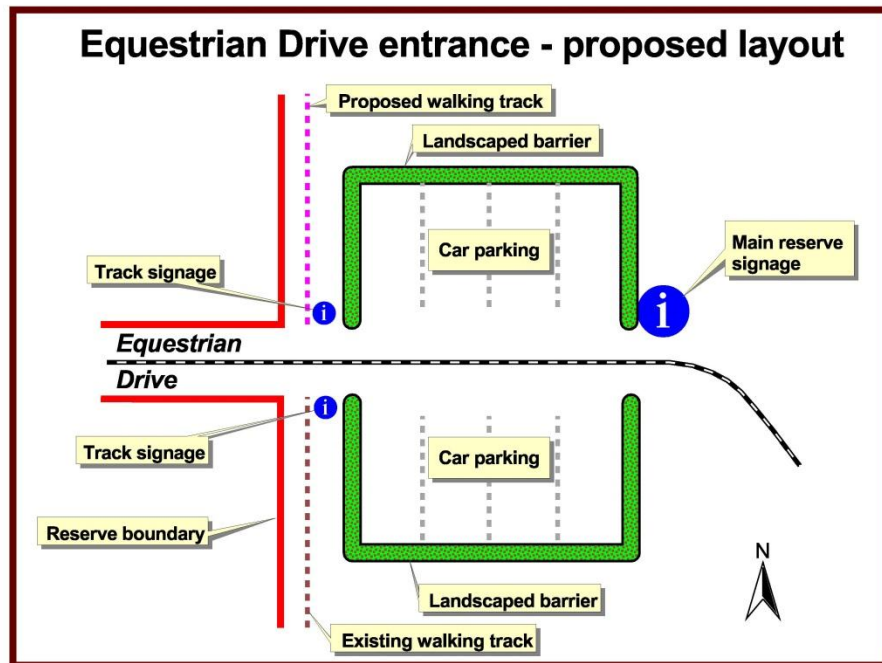 Equestrian Drive entrance - proposed layout
Proposed walking track
Landscaped barrier
Car parking
Main reserve
signage
Track signage
i
i
Equestrian
Drive
i
Track signage
Car parking
Reserve boundary
N
Landscaped barrier
Existing walking track